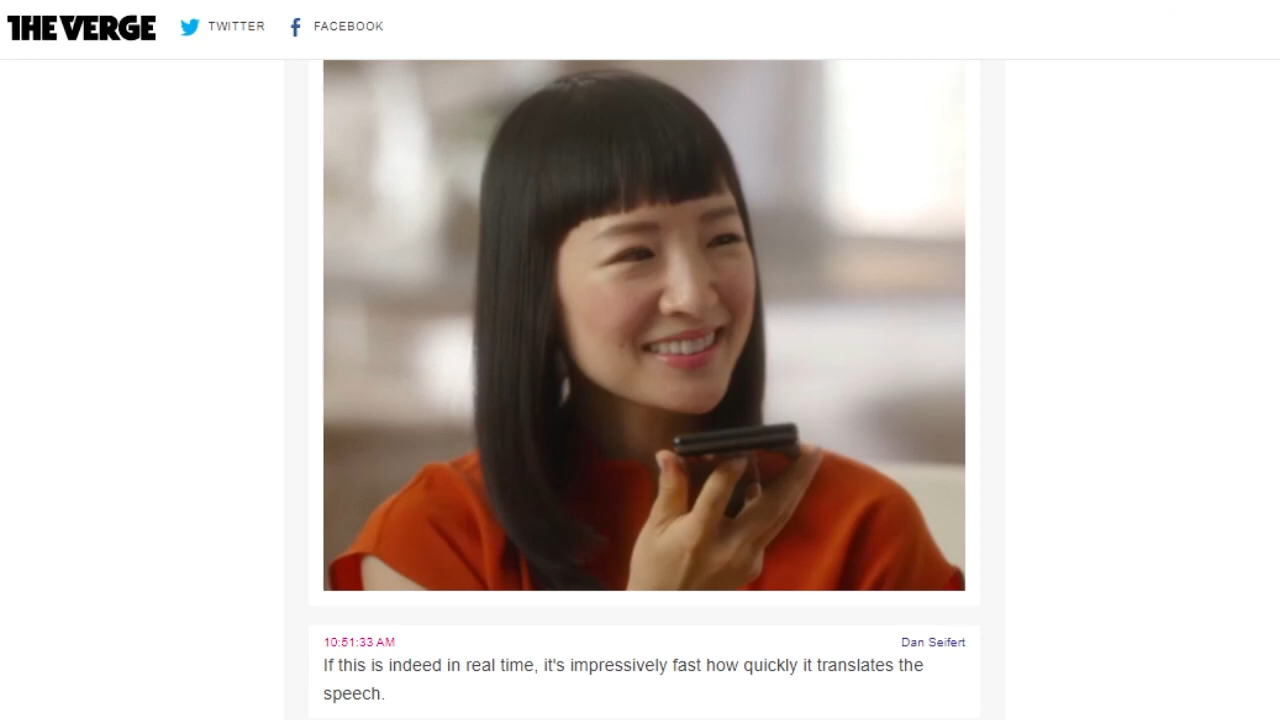 THE VERGE TWITTER FACEBOOK
10:51:33 AM Dan Seifert
If this is indeed in real time, it's impressively fast how quickly it translates the
speech.